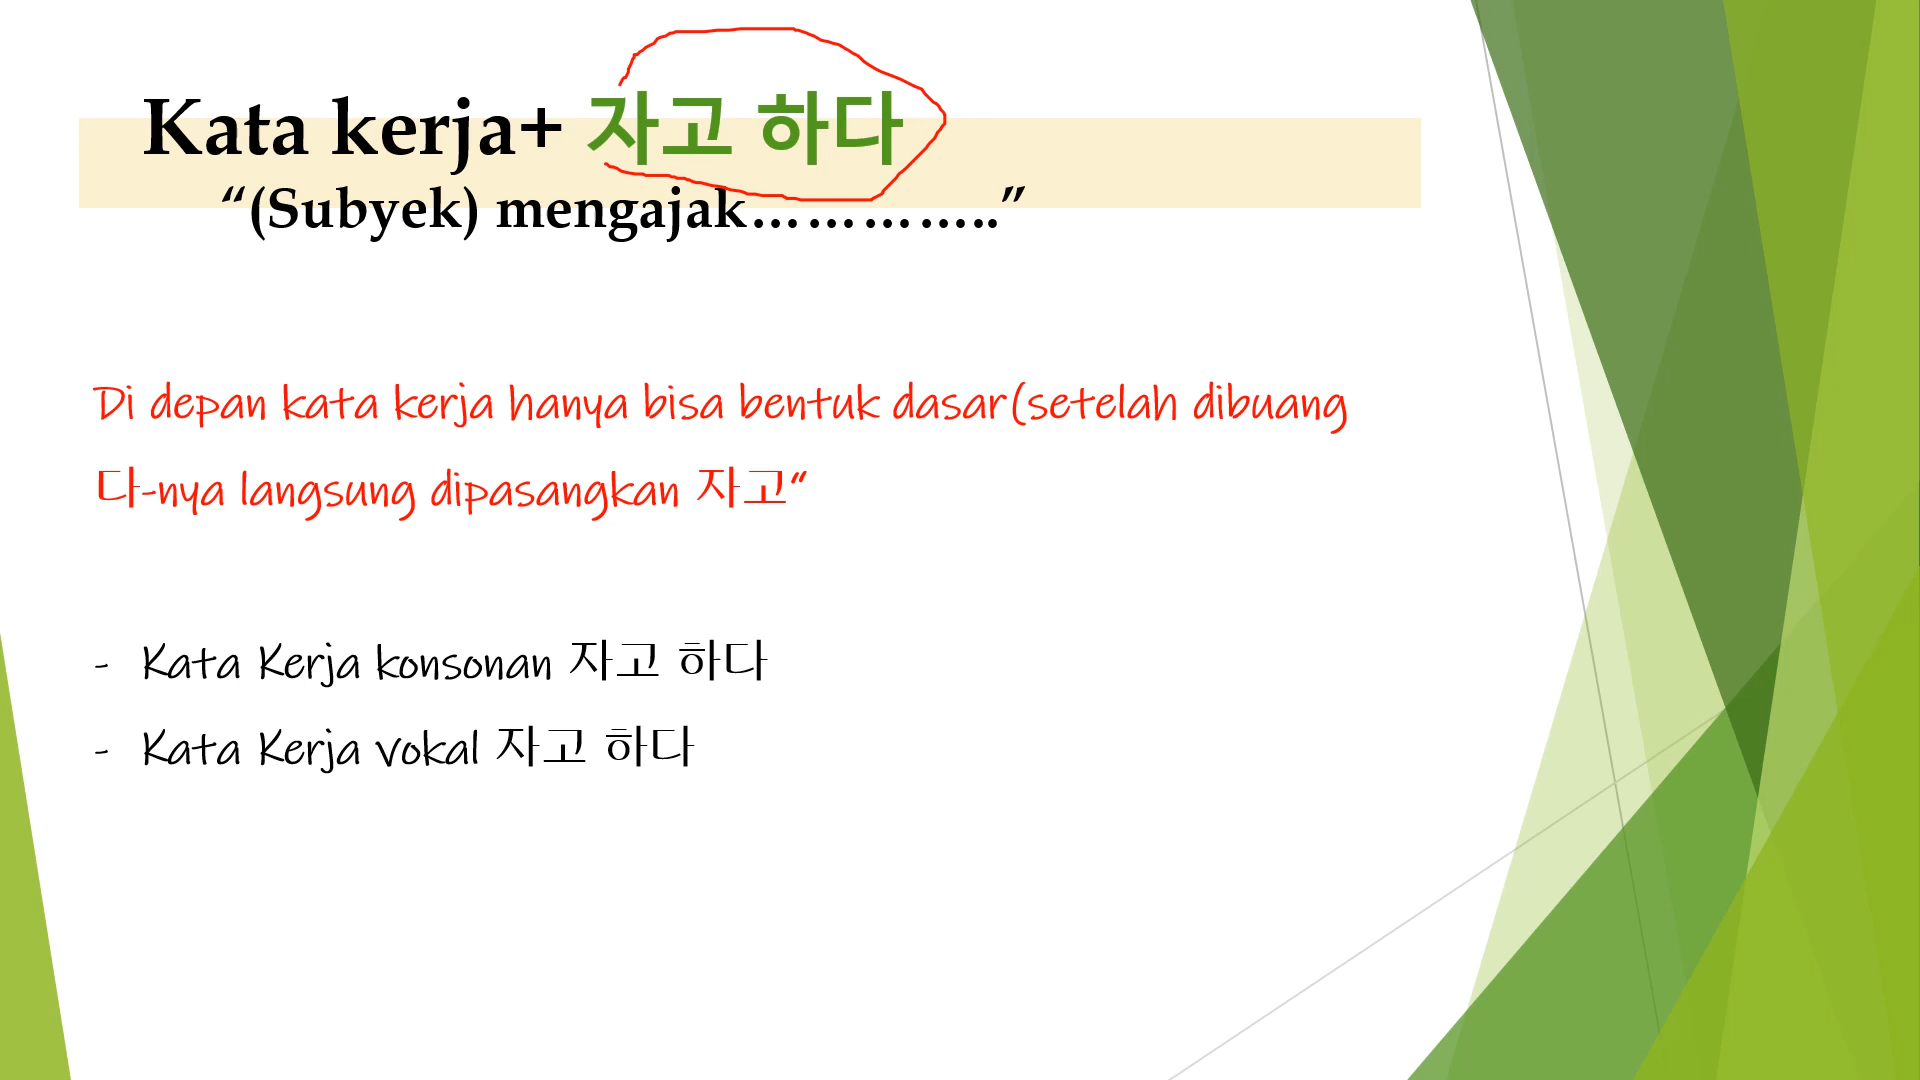 Kata kerja+ 자고 하다
“(Subyek) mengajak…………..”
Di depan kata kerja hanya bisa bentuk dasar(setelah dibuang
다-nya langsung dipasangkan 자고“
- Kata Kerja konsonan 자고 하다
- Kata Kerja vokal 자고 하다